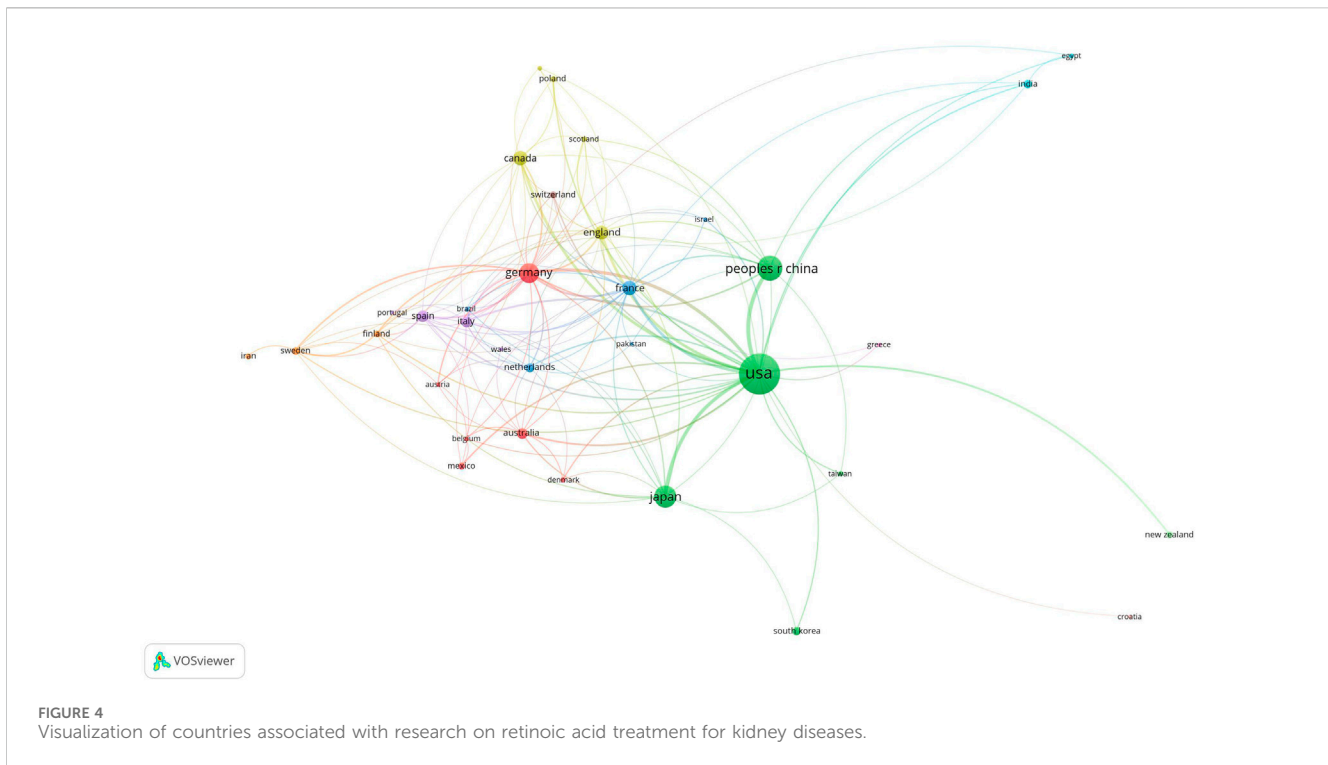 egypt
poland
india
scotland
canada
switzerland
israel
england
peoples r china
germany
france
portugal
brazil
spain
italy
finland
pakistan
greece
wales
iran
sweden
netherlands
usa
austria
australia
belgium
mexico
taiwan
denmark
japan
new zealand
croatia
south korea
VOSviewer
FIGURE 4
Visualization of countries associated with research on retinoic acid treatment for kidney diseases.